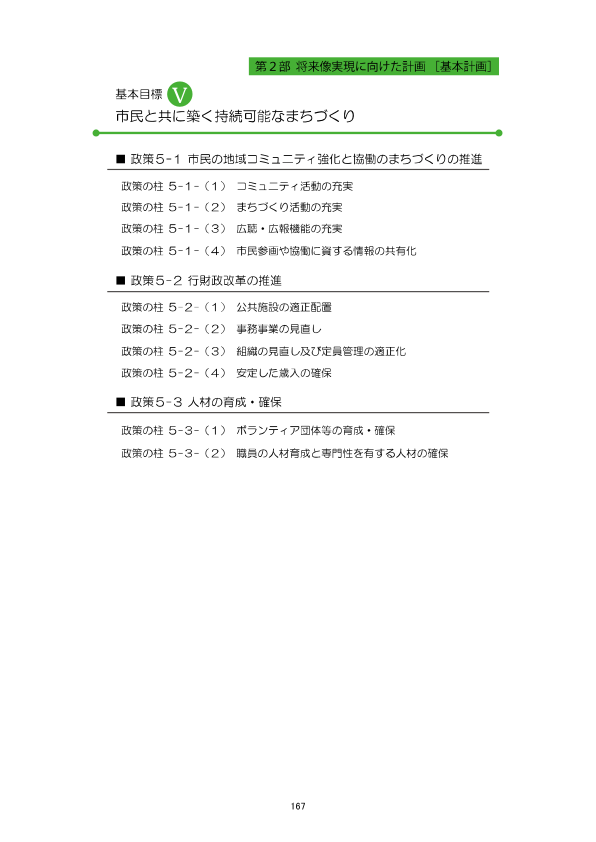 第２部 将来像実現に向けた計画 ［基本計画］
基本目標 Ⅴ
市民と共に築く持続可能なまちづくり
■ 政策５-１ 市民の地域コミュニティ強化と協働のまちづくりの推進
政策の柱 ５-１-（１） コミュニティ活動の充実
政策の柱 ５-１-（２） まちづくり活動の充実
政策の柱 ５-１-（３） 広聴・広報機能の充実
政策の柱 ５-１-（４） 市民参画や協働に資する情報の共有化
■ 政策５-２ 行財政改革の推進
政策の柱 ５-２-（１） 公共施設の適正配置
政策の柱 ５-２-（２） 事務事業の見直し
政策の柱 ５-２-（３） 組織の見直し及び定員管理の適正化
政策の柱 ５-２-（４） 安定した歳入の確保
■ 政策５-３ 人材の育成・確保
政策の柱 ５-３-（１） ボランティア団体等の育成・確保
政策の柱 ５-３-（２） 職員の人材育成と専門性を有する人材の確保
167